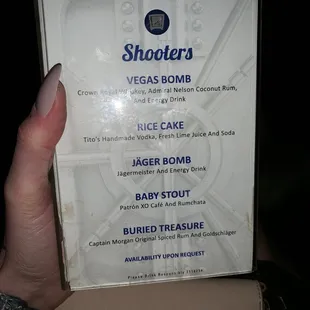 Shooters
VEGAS BOMB
Crown Admiral Nelson Coconut Rum,
And Energy Drink
RICE CAKE
Tito's Handmade Vodka, Fresh Lime Juice And Soda
JÄGER BOMB
Jägermeister And Energy Drink
BABY STOUT
Patrón XO Café And Rumchata
BURIED TREASURE
Captain Morgan Original Spiced Rum And Goldschläger
AVAILABILITY UPON REQUEST
Please